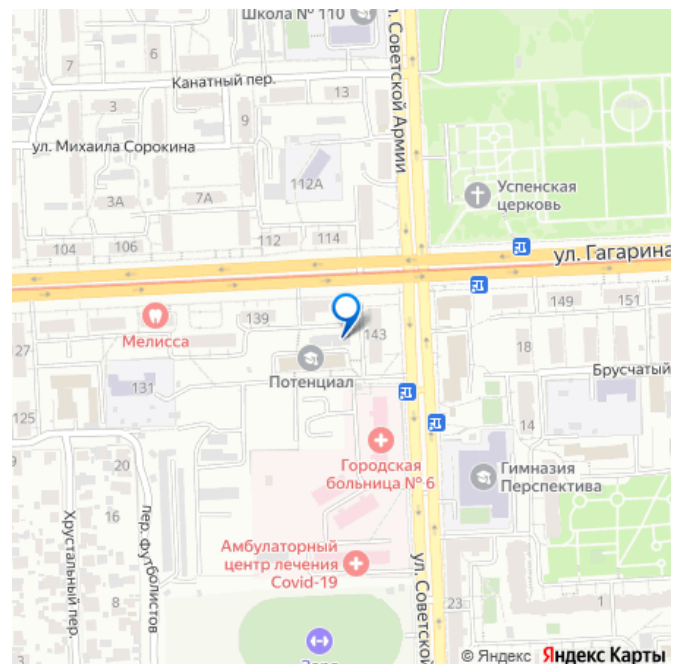 Школа № 110
ул. Советской Армии
6
7
Канатный пер.
3
9
13
ул. Михаила Сорокина
112А
3А
7А
Успенская
церковь
104
106
112
114
ул. Гагарина
149
151
139
143
Мелисса
18
27
Потенциал
Брусчатый
131
125
14
Городская
больница № 6
Гимназия
Перспектива
9
20
16
пер. Футболистов
Хрустальный пер.
Амбулаторный
центр лечения
Covid-19
ул. Советской
8
23
1
© Яндекс Яндекс Карты